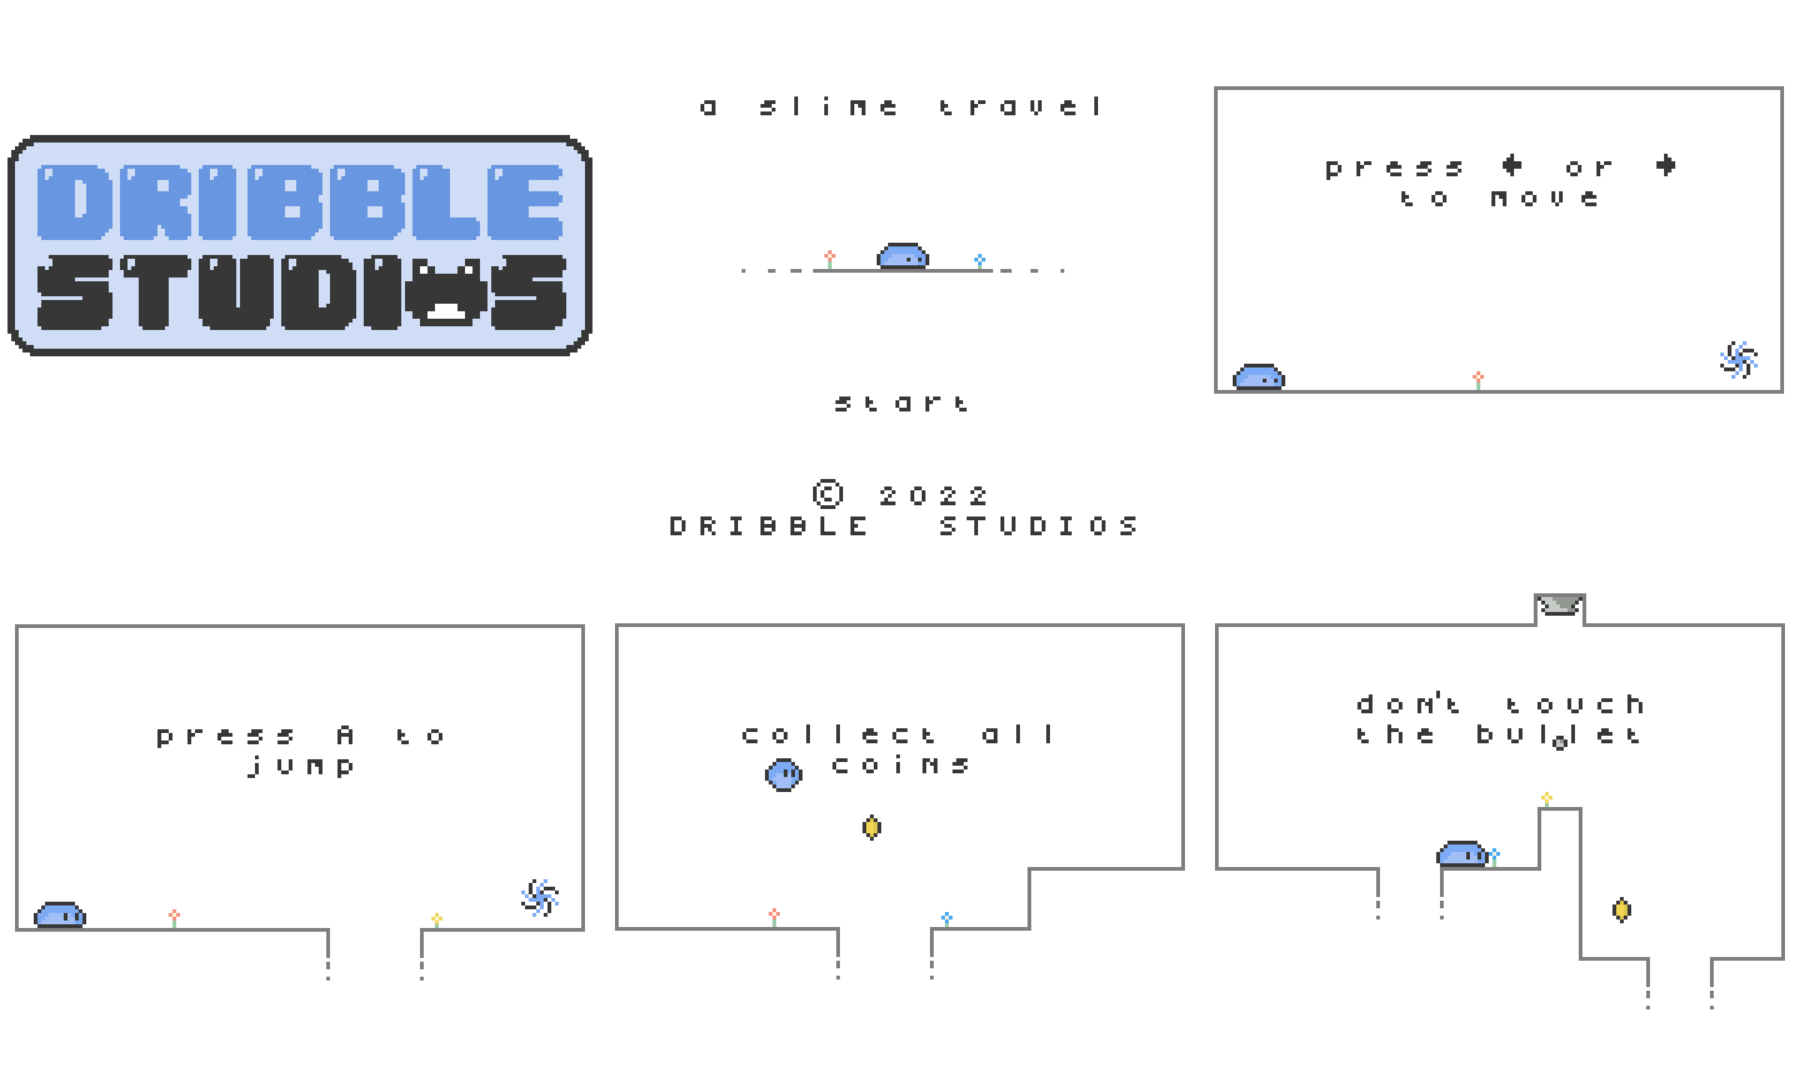 DRIBBLE
STUDIOS
a slime travel
start
© 2022
DRIBBLE STUDIOS
press ← or →
to move
press A to
jump
collect all
coins
don't touch
the bullet